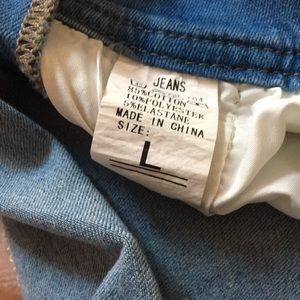 JEANS
85%COTTON
10%POLYESTER
5%ELASTANE
MADE IN CHINA
SIZE:
L